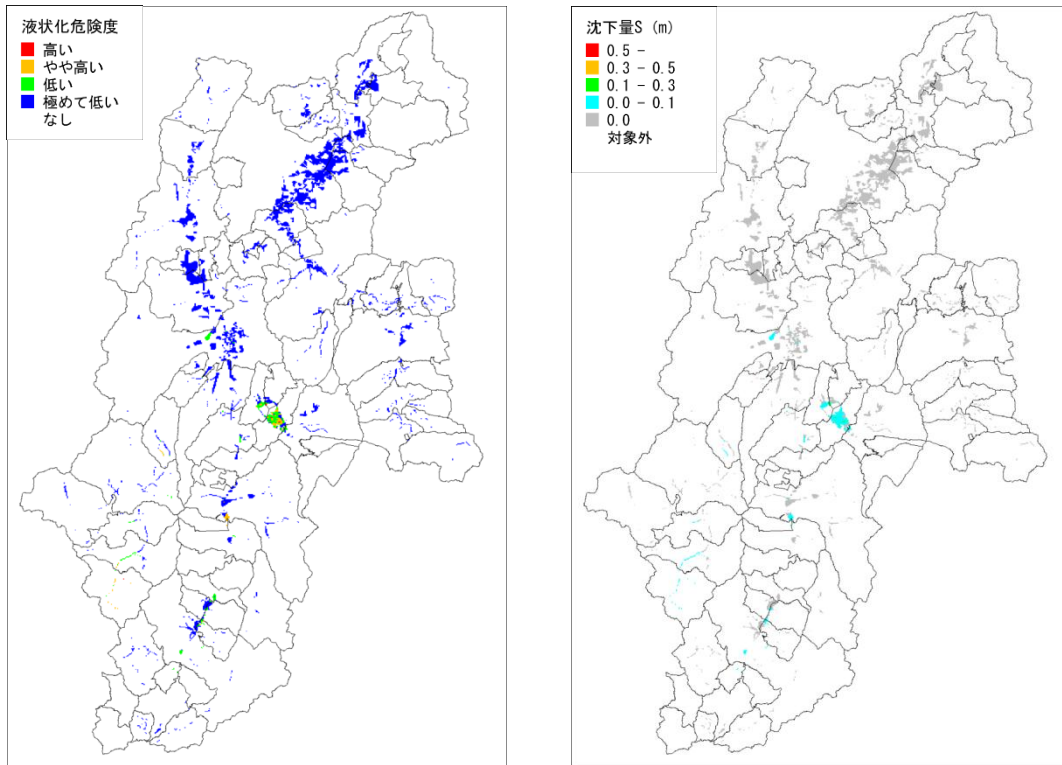 液状化危険度
高い
やや高い
低い
極めて低い
なし
沈下量S (m)
0.5 -
0.3 - 0.5
0.1 - 0.3
0.0 - 0.1
0.0
対象外